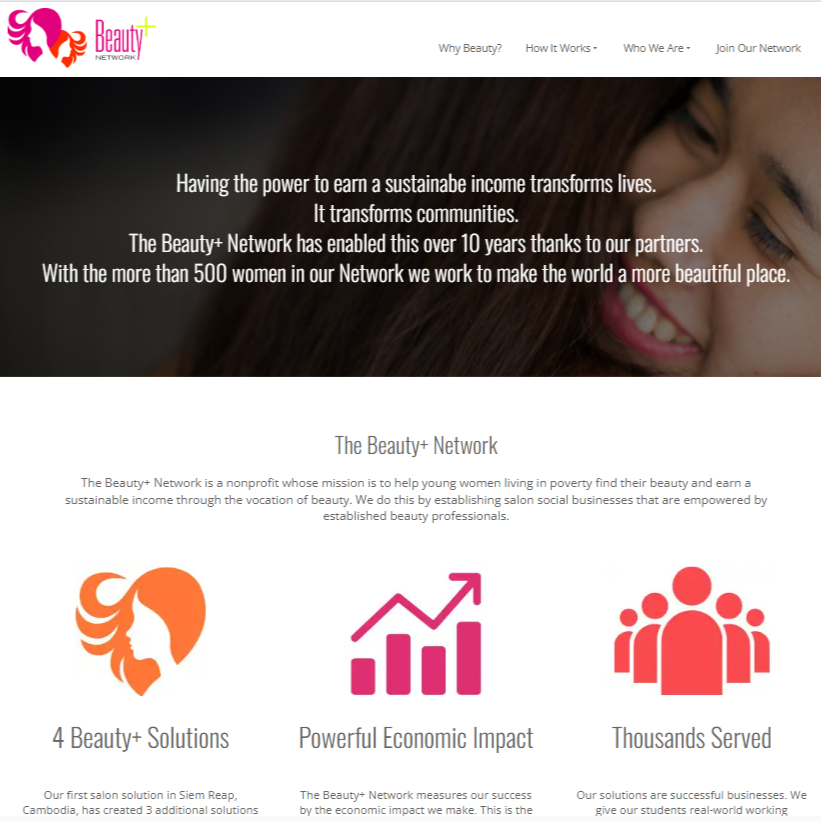 Beauty+
NETWORK
Why Beauty? How It Works Who We Are Join Our Network
Having the power to earn a sustainabe income transforms lives.
It transforms communities.
The Beauty+ Network has enabled this over 10 years thanks to our partners.
With the more than 500 women in our Network we work to make the world a more beautiful place.
The Beauty+ Network
The Beauty+ Network is a nonprofit whose mission is to help young women living in poverty find their beauty and earn a
sustainable income through the vocation of beauty. We do this by establishing salon social businesses that are empowered by
established beauty professionals.
4 Beauty+ Solutions
Our first salon solution in Siem Reap,
Cambodia, has created 3 additional solutions
Powerful Economic Impact
The Beauty+ Network measures our success
by the economic impact we make. This is the
Thousands Served
Our solutions are successful businesses. We
give our students real-world working